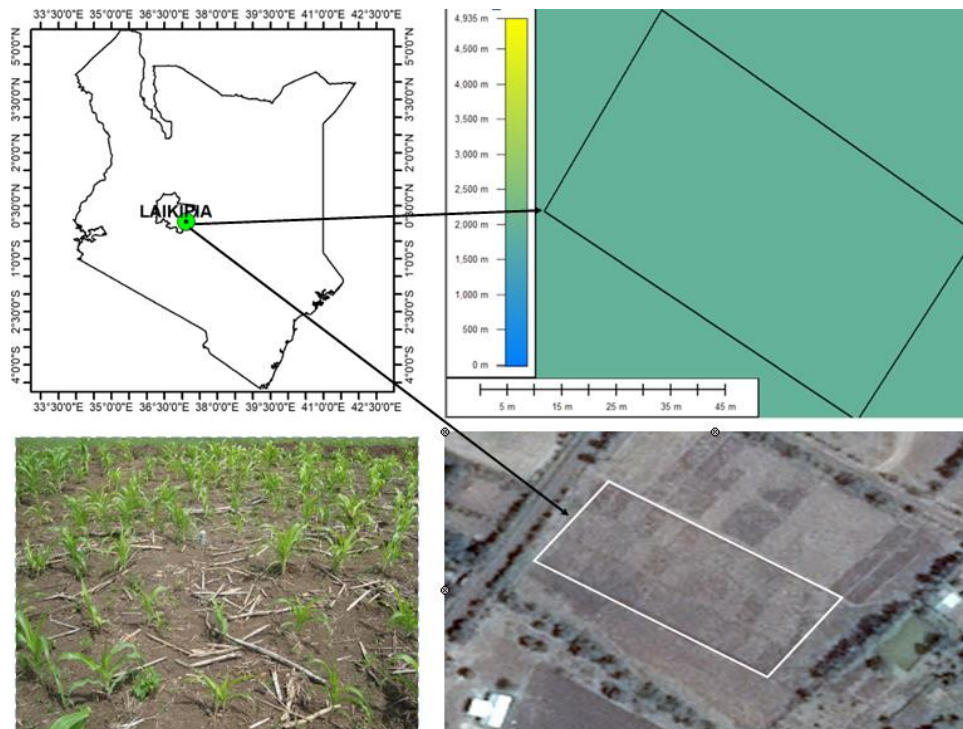 33°30'0"E 35°0'0"E 36°30'0"E 38°0'0"E 39°30'0"E 41°0'0"E 42°30'0"E
5°0'0"N
3°30'0"N
2°0'0"N
0°30'0"N
1°0'0"S
2°30'0"S
4°0'0"S
LAIKIPIA
5°0'0"N
3°30'0"N
2°0'0"N
0°30'0"N
1°0'0"S
2°30'0"S
4°0'0"S
33°30'0"E 35°0'0"E 36°30'0"E 38°0'0"E 39°30'0"E 41°0'0"E 42°30'0"E
4,935 m
4,500 m
4,000 m
3,500 m
3,000 m
2,500 m
2,000 m
1,500 m
1,000 m
500 m
0 m
5 m 15 m 25 m 35 m 45 m